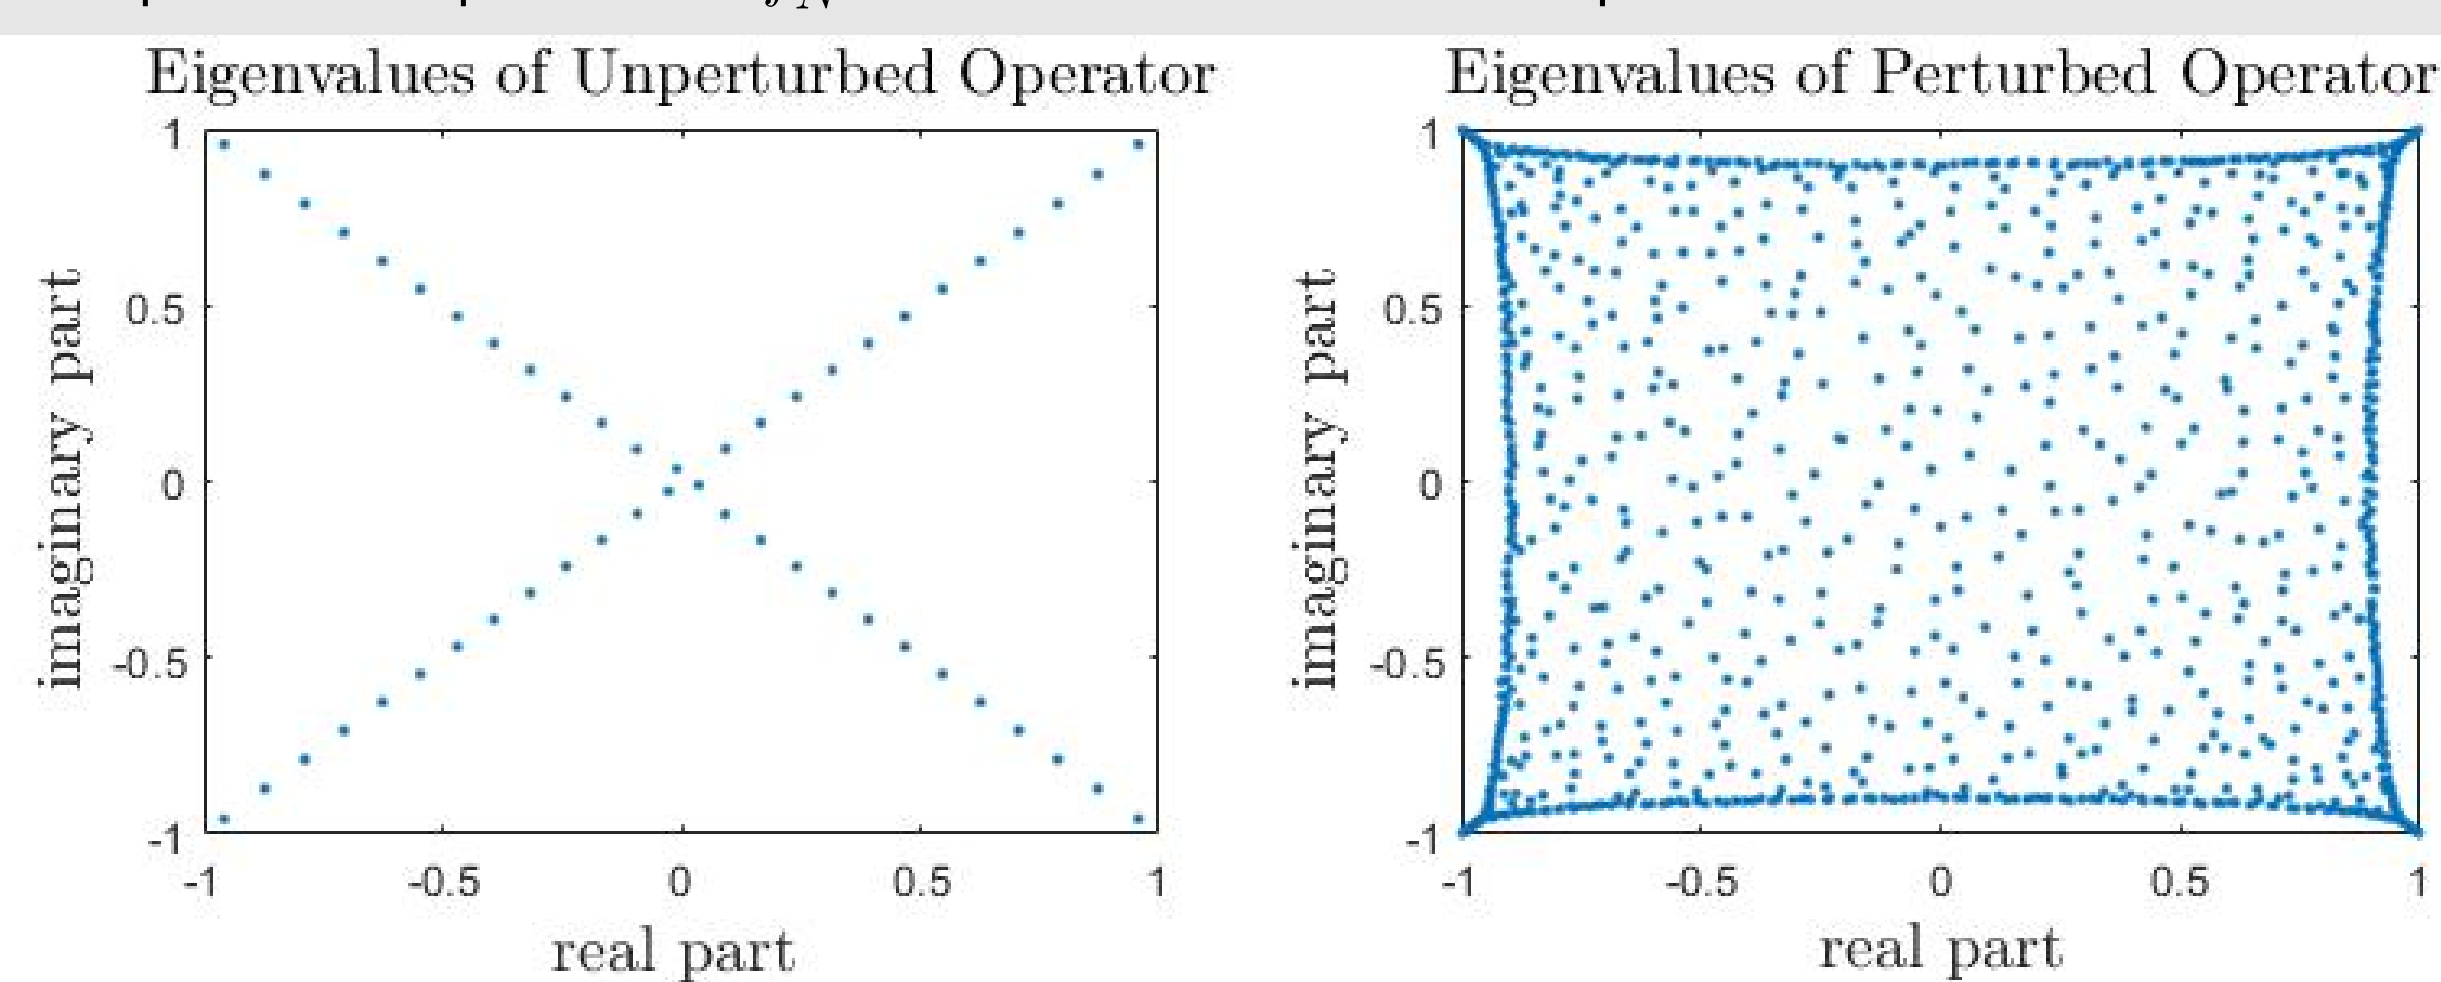 Eigenvalues of Unperturbed Operator
1
0.5
0
-0.5
-1
-1 -0.5 0 0.5 1
imaginary part
real part
Eigenvalues of Perturbed Operator
1
0.5
0
-0.5
-1
-1 -0.5 0 0.5 1
imaginary part
real part